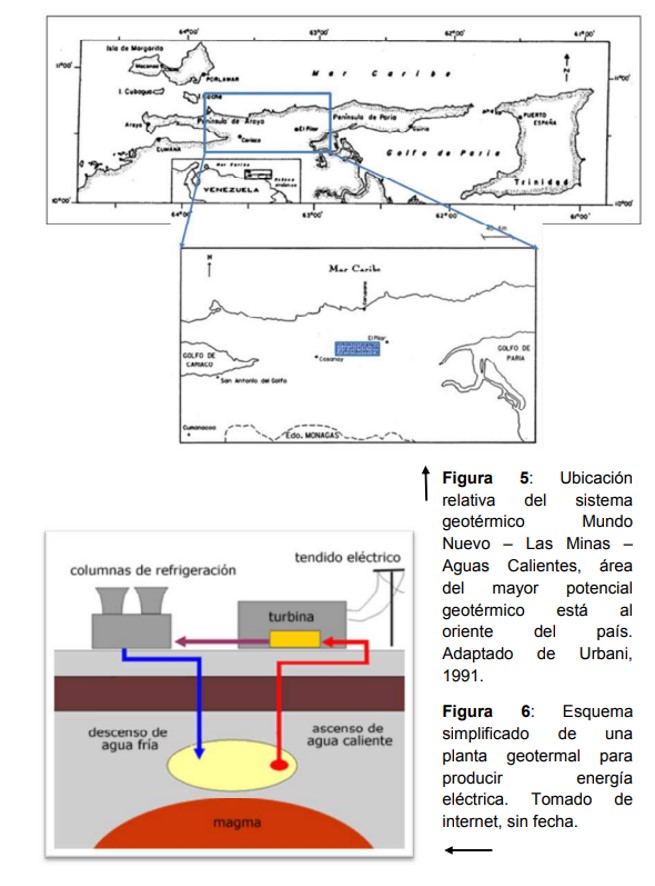 64°00'
63°00'
62°00'
61°00'
Isla de Margarita
11°00'
Macanao
PORLAMAR
Mar Caribe
N
11°00'
I. Cubagua
I. Coche
Península de Araya
Península de Paria
PUERTO
ESPAÑA
Araya
El Pilar
Güiria
Cariaco
CUMANA
Golfo de Paria
Mar Caribe
VENEZUELA
Trinidad
10°00'
10°00'
64°00'
63°00'
62°00'
61°00'
N
Mar Caribe
Carúpano
El Pilar
GOLFO DE
CARIACO
Casanay
GOLFO DE
PARIA
San Antonio del Golfo
Cumanacoa
Edo. MONAGAS
Figura 5: Ubicación
relativa del sistema
geotérmico Mundo
Nuevo – Las Minas –
Aguas Calientes, área
del mayor potencial
geotérmico está al
oriente del país.
Adaptado de Urbani,
1991.
tendido eléctrico
columnas de refrigeración
turbina
descenso de
agua fría
ascenso de
agua caliente
magma
Figura 6: Esquema
simplificado de una
planta geotermal para
producir energía
eléctrica. Tomado de
internet, sin fecha.